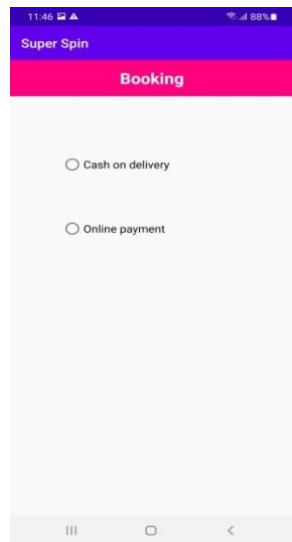 11:46 88%
Super Spin
Booking
Cash on delivery
Online payment